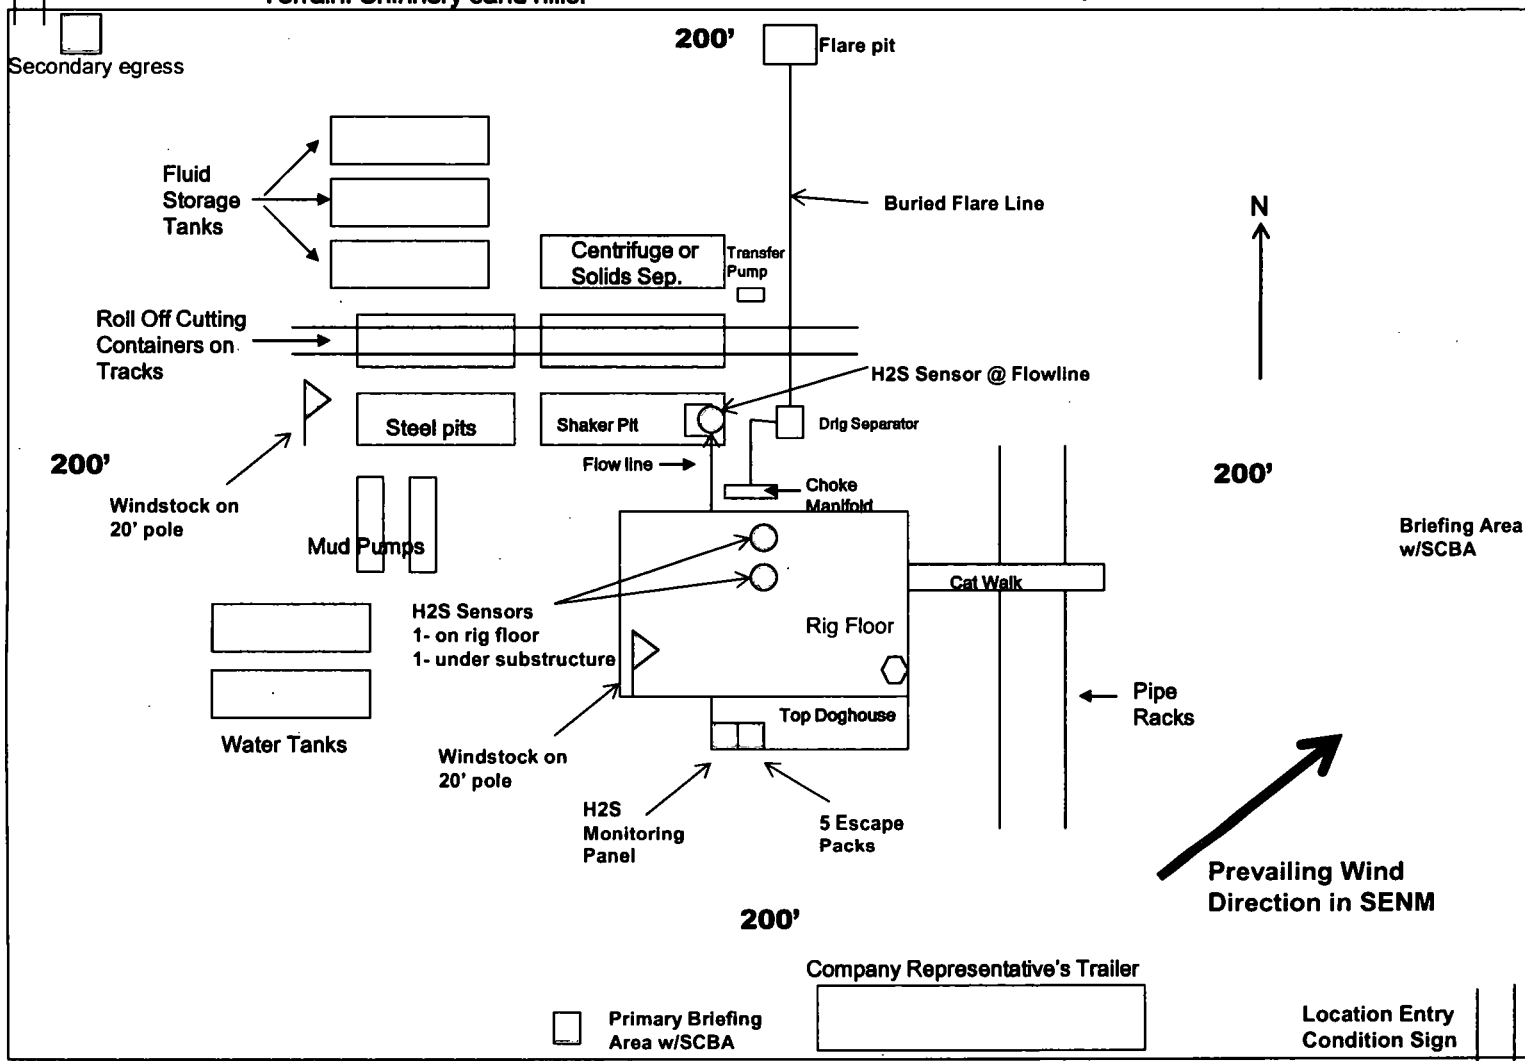 200'
Flare pit
Secondary egress
Fluid
Storage
Tanks
Buried Flare Line
N
Centrifuge or
Solids Sep.
Transfer
Pump
Roll Off Cutting
Containers on
Tracks
H2S Sensor @ Flowline
Steel pits
Shaker Pit
Drlg Separator
Flow line
200'
200'
Windstock on
20' pole
Choke
Manifold
Briefing Area
w/SCBA
Mud Pumps
Cat Walk
H2S Sensors
1- on rig floor
1- under substructure
Rig Floor
Pipe
Racks
Top Doghouse
Water Tanks
Windstock on
20' pole
H2S
Monitoring
Panel
5 Escape
Packs
Prevailing Wind
Direction in SENM
200'
Company Representative's Trailer
Primary Briefing
Area w/SCBA
Location Entry
Condition Sign